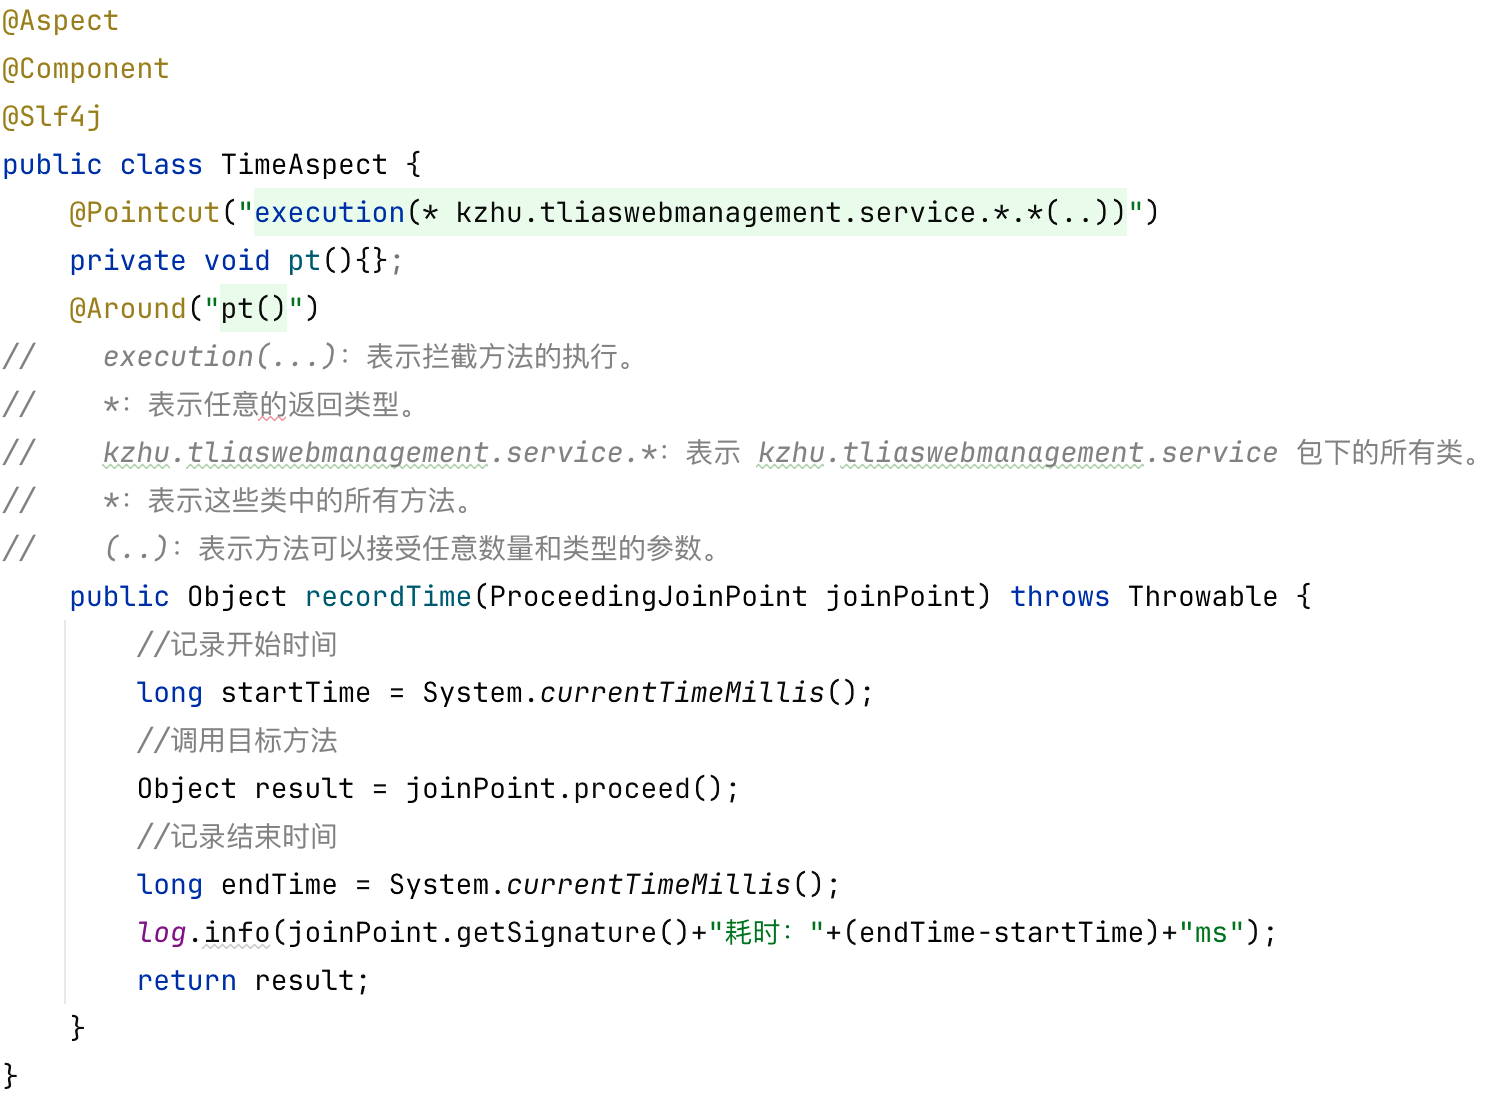 @Aspect
@Component
@Slf4j
public class TimeAspect {
    @Pointcut("execution(* kzhu.tliaswebmanagement.service.*.*(..))")
    private void pt(){};
    @Around("pt()")
//    execution(...)：表示拦截方法的执行。
//    *：表示任意的返回类型。
//    kzhu.tliaswebmanagement.service.*：表示 kzhu.tliaswebmanagement.service 包下的所有类。
//    *：表示这些类中的所有方法。
//    (..)：表示方法可以接受任意数量和类型的参数。
    public Object recordTime(ProceedingJoinPoint joinPoint) throws Throwable {
        //记录开始时间
        long startTime = System.currentTimeMillis();
        //调用目标方法
        Object result = joinPoint.proceed();
        //记录结束时间
        long endTime = System.currentTimeMillis();
        log.info(joinPoint.getSignature()+"耗时："+(endTime-startTime)+"ms");
        return result;
    }
}